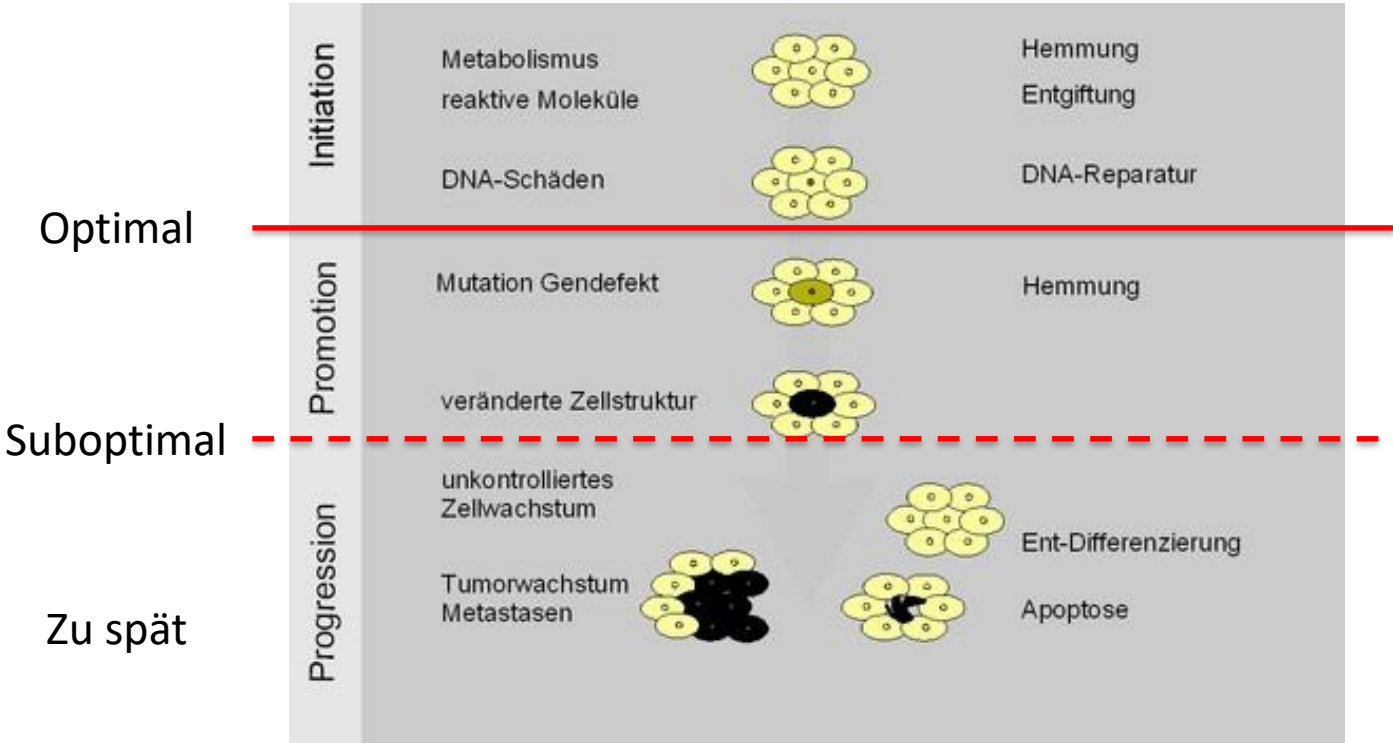 Initiation
Metabolismus
reaktive Moleküle
Hemmung
Entgiftung
DNA-Schäden
DNA-Reparatur
Optimal
Promotion
Mutation Gendefekt
Hemmung
veränderte Zellstruktur
Suboptimal
Progression
unkontrolliertes
Zellwachstum
Ent-Differenzierung
Tumorwachstum
Metastasen
Apoptose
Zu spät